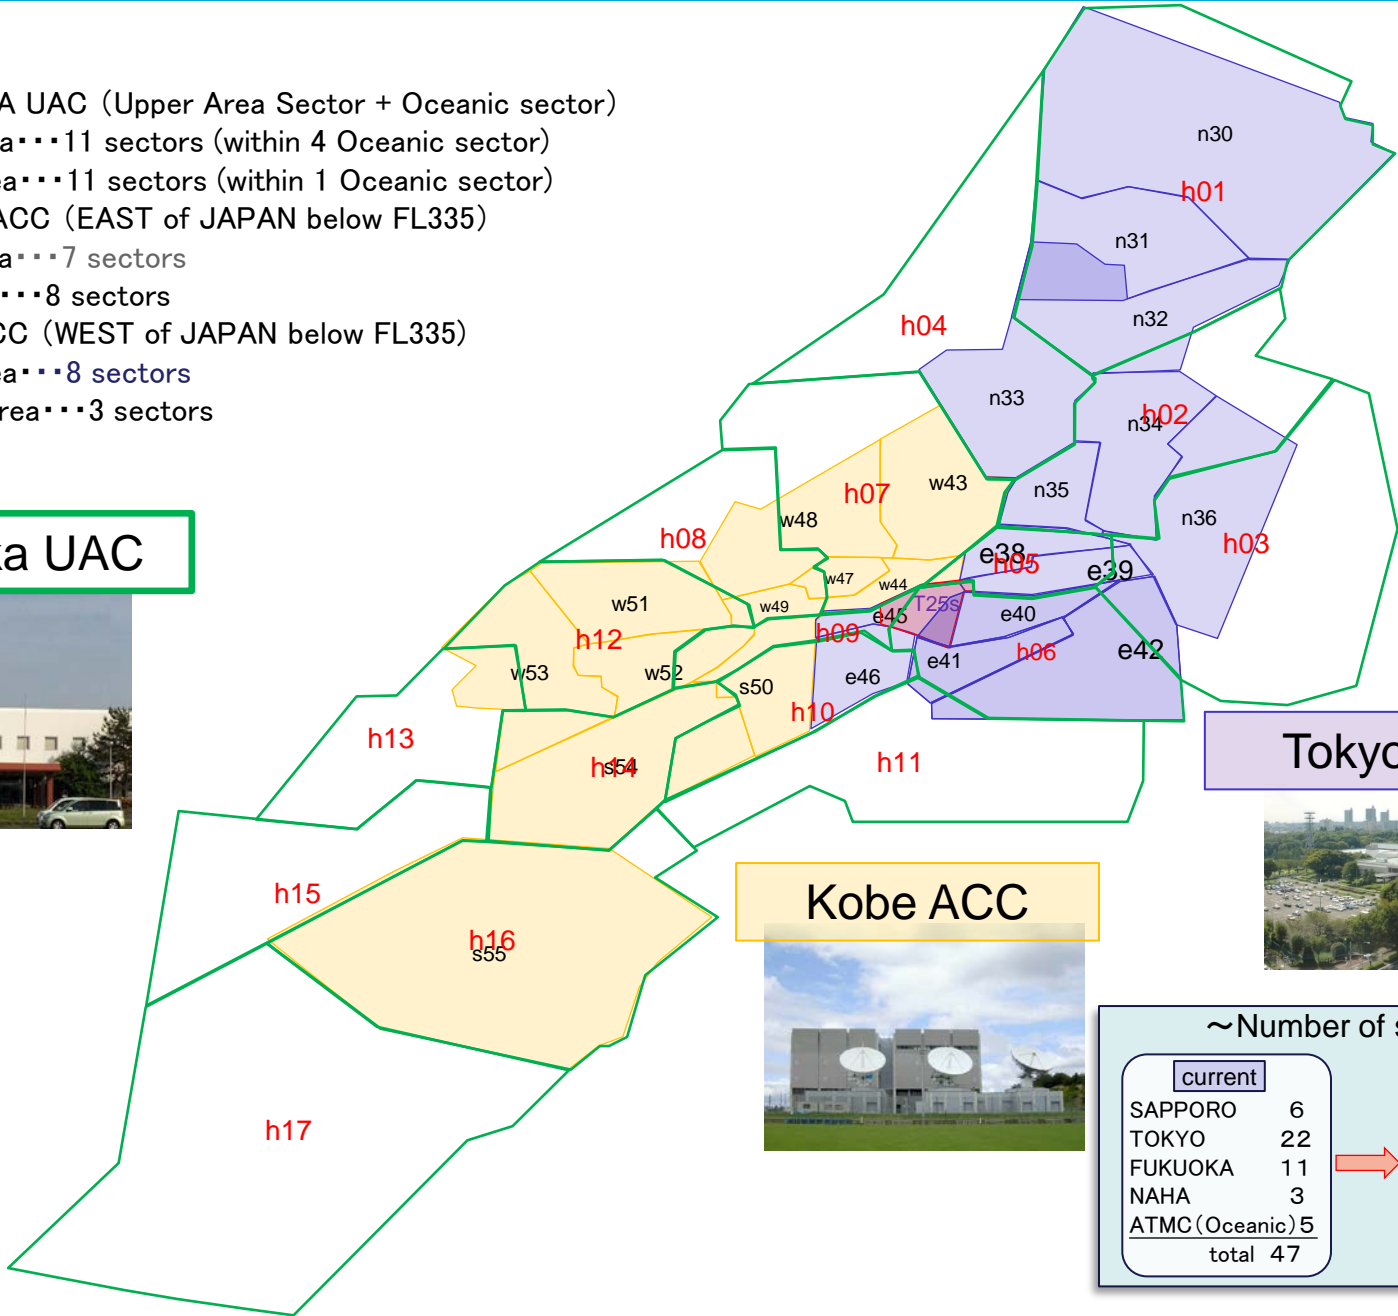 A UAC (Upper Area Sector + Oceanic sector)
a・・・11 sectors (within 4 Oceanic sector)
ea・・・11 sectors (within 1 Oceanic sector)
ACC (EAST of JAPAN below FL335)
a・・・7 sectors
・・・8 sectors
CC (WEST of JAPAN below FL335)
ea・・・8 sectors
rea・・・3 sectors
n30
h01
n31
n32
h04
n33
h02
n34
w43
h07
n35
w48
n36
h08
h03
e38
h05
e39
w47
w44
w51
w49
T25s
e45
e40
h12
h09
h06
e42
w53
w52
e41
e46
s50
h10
h13
h11
h14
s54
h15
h16
s55
h17
ka UAC
Tokyo
Kobe ACC
～Number of s
current
SAPPORO 6
TOKYO 22
FUKUOKA 11
NAHA 3
ATMC(Oceanic)5
total 47